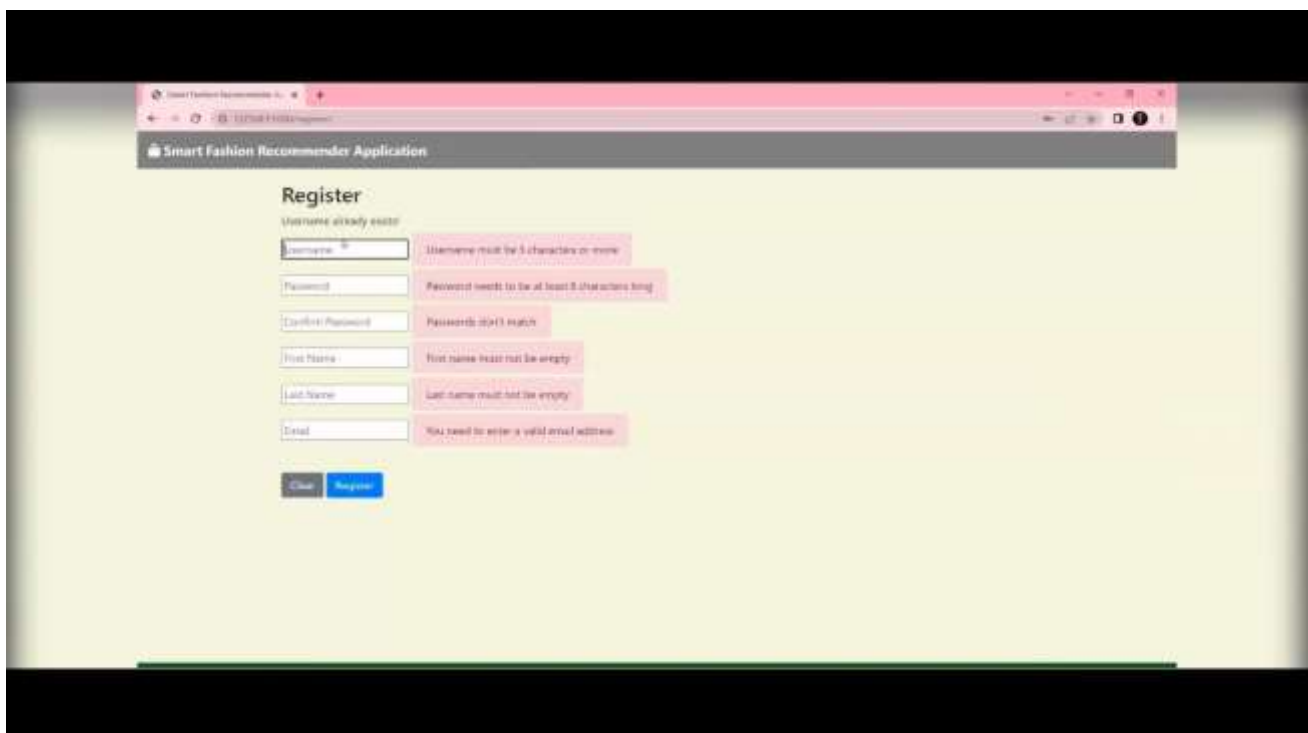 Smart Fashion Recommender A...
Smart Fashion Recommender Application
Register
Username already exists!
Username
Username must be 5 characters or more
Password
Password needs to be at least 8 characters long
Confirm Password
Passwords don't match
First Name
First name must not be empty
Last Name
Last name must not be empty
Email
You need to enter a valid email address
Clear
Register